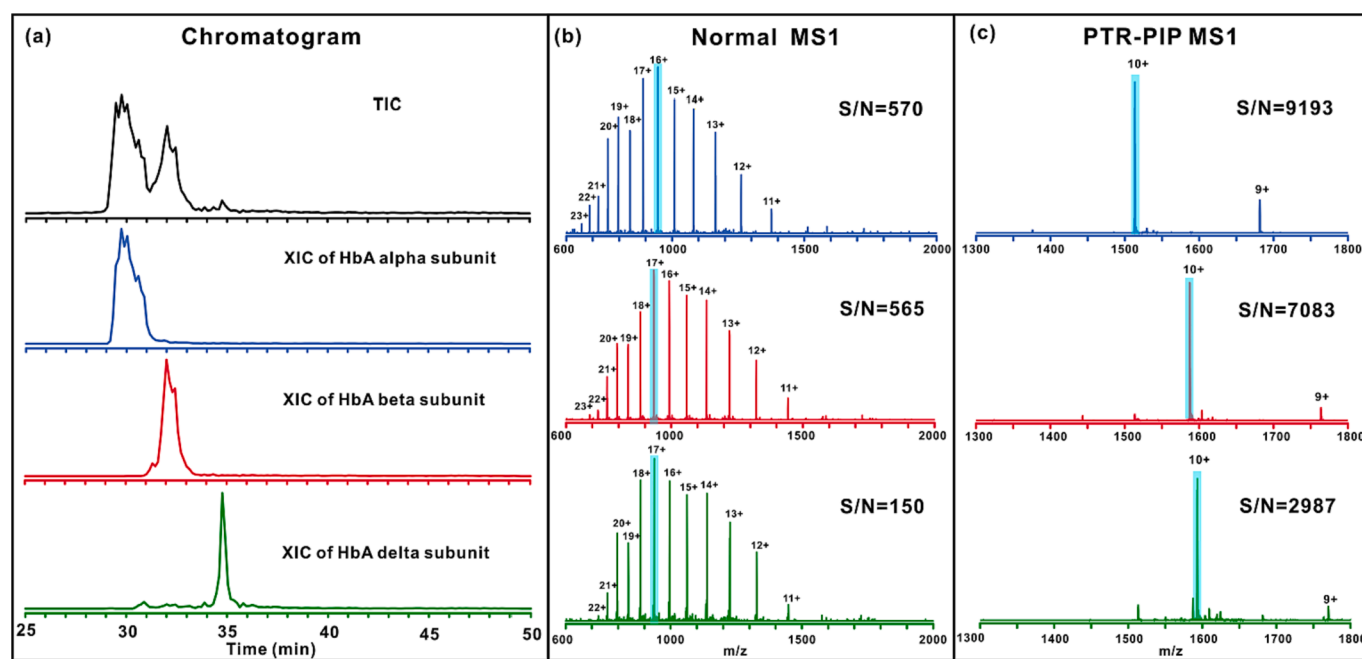 (a) Chromatogram
TIC
XIC of HbA alpha subunit
XIC of HbA beta subunit
XIC of HbA delta subunit
25 30 35 40 45 50
Time (min)
(b) Normal MS1
16+
17+
15+
14+
19+
18+
20+
13+
12+
21+
22+
23+
11+
S/N=570
600 1000 1500 2000
17+
16+
15+
14+
18+
13+
20+
19+
12+
21+
22+
23+
11+
S/N=565
600 1000 1500 2000
17+
18+
16+
15+
14+
13+
20+
19+
12+
21+
22+
11+
S/N=150
600 1000 1500 2000
m/z
(c) PTR-PIP MS1
10+
S/N=9193
9+
1300 1400 1500 1600 1700 1800
10+
S/N=7083
9+
1300 1400 1500 1600 1700 1800
10+
S/N=2987
9+
1300 1400 1500 1600 1700 1800
m/z